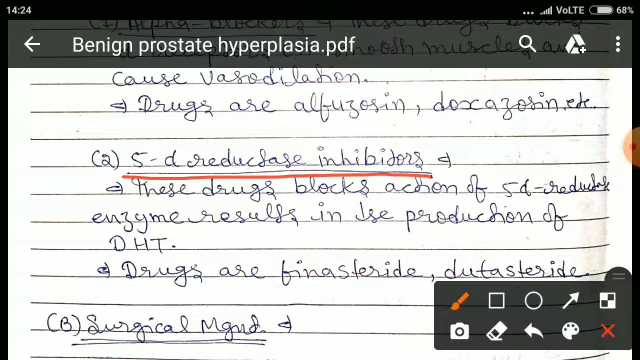 14:24 VoLTE 68%
Benign prostate hyperplasia.pdf
cause vasodilation.
→ Drugs are alfuzosin, doxazosin etc.
(2) 5-α reductase inhibitors →
→ These drugs blocks action of 5α-reductase
enzyme results in ↓se production of
DHT.
→ Drugs are finasteride, dutasteride.
(B) Surgical Mgmt. →